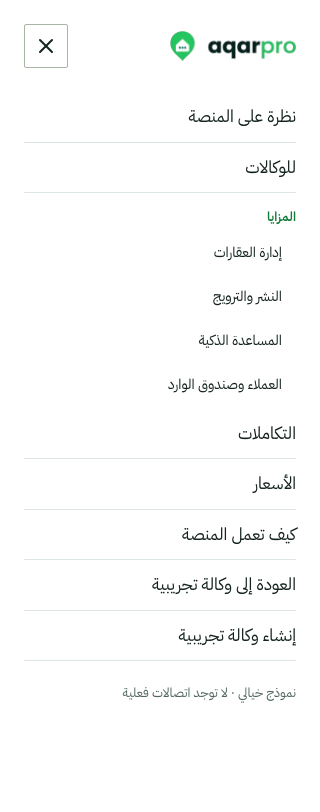 aqarpro
نظرة على المنصة
للوكالات
المزايا
إدارة العقارات
النشر والترويج
المساعدة الذكية
العملاء وصندوق الوارد
التكاملات
الأسعار
كيف تعمل المنصة
العودة إلى وكالة تجريبية
إنشاء وكالة تجريبية
نموذج خيالي · لا توجد اتصالات فعلية